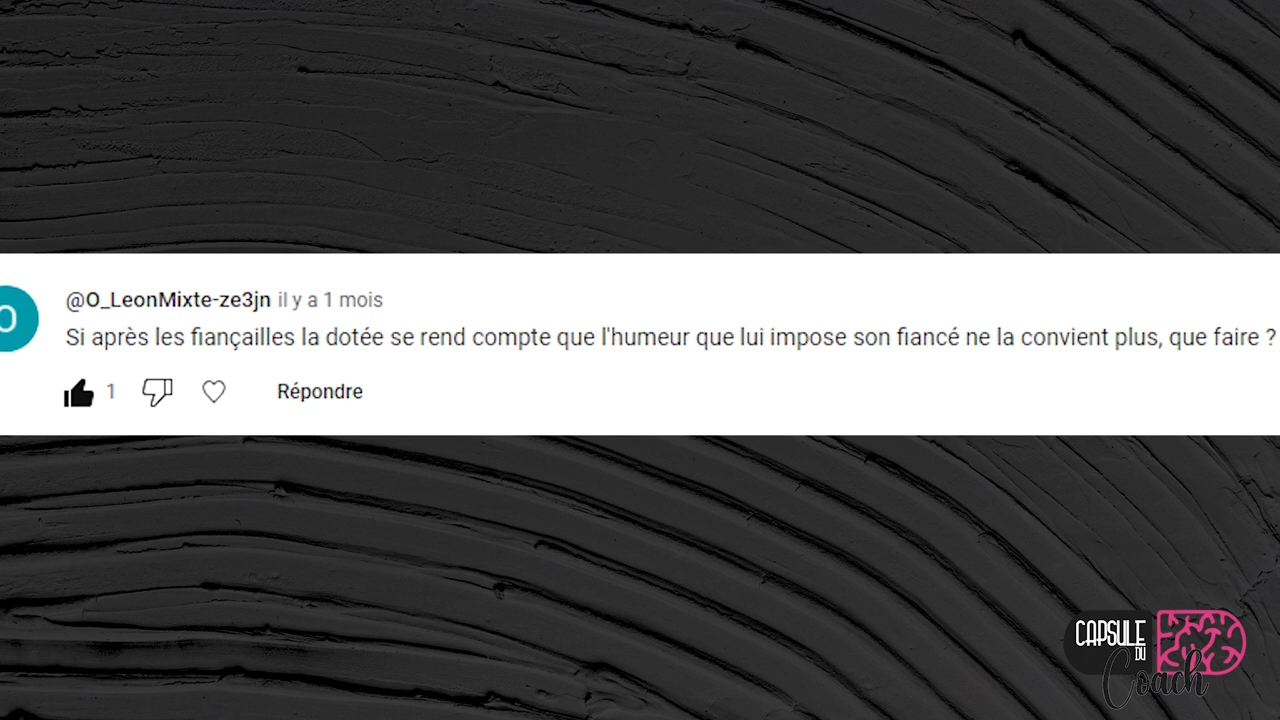 O
@O_LeonMixte-ze3jn il y a 1 mois
Si après les fiançailles la dotée se rend compte que l'humeur que lui impose son fiancé ne la convient plus, que faire ?
1
Répondre
CAPSULE
DU
Coach